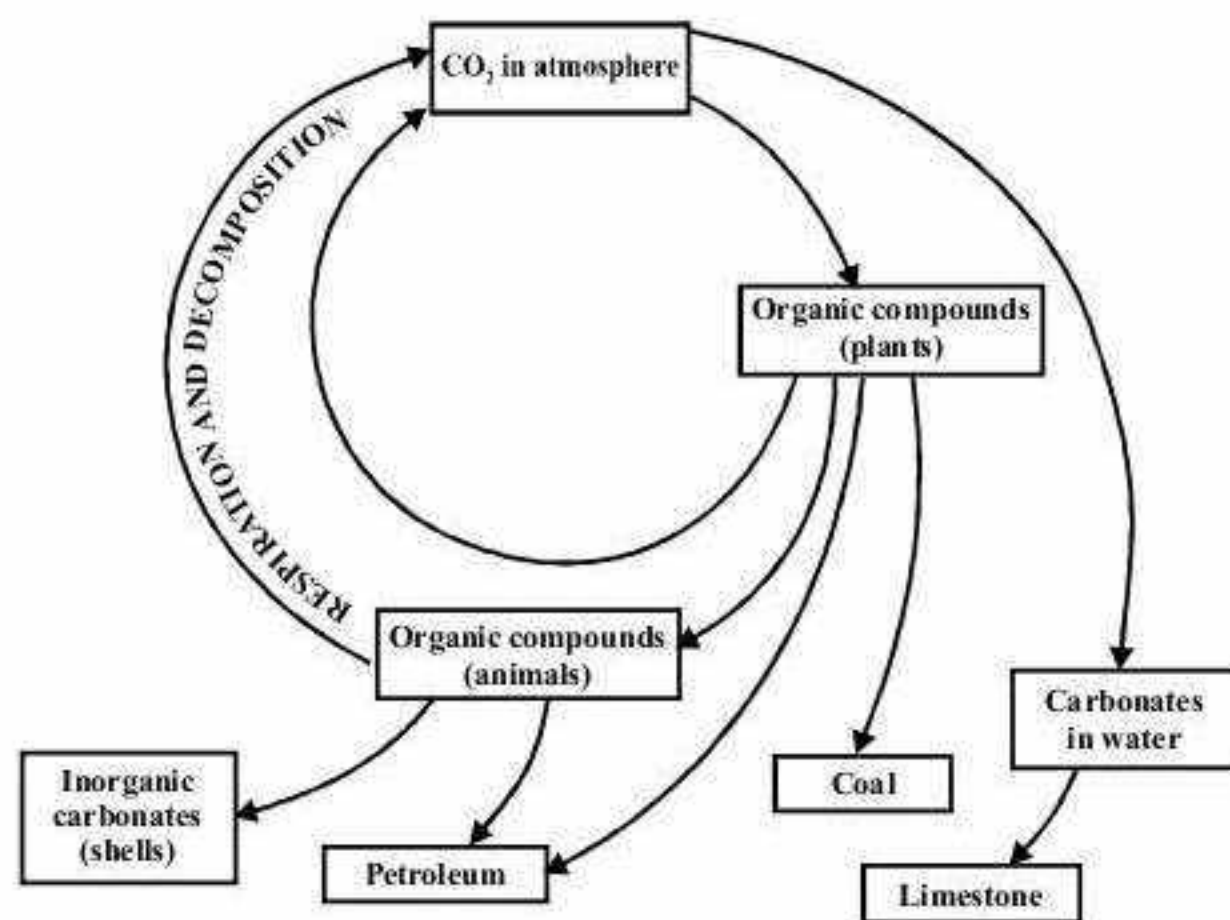 CO₂ in atmosphere
RESPIRATION AND DECOMPOSITION
Organic compounds
(plants)
Organic compounds
(animals)
Carbonates
in water
Inorganic
carbonates
(shells)
Coal
Petroleum
Limestone